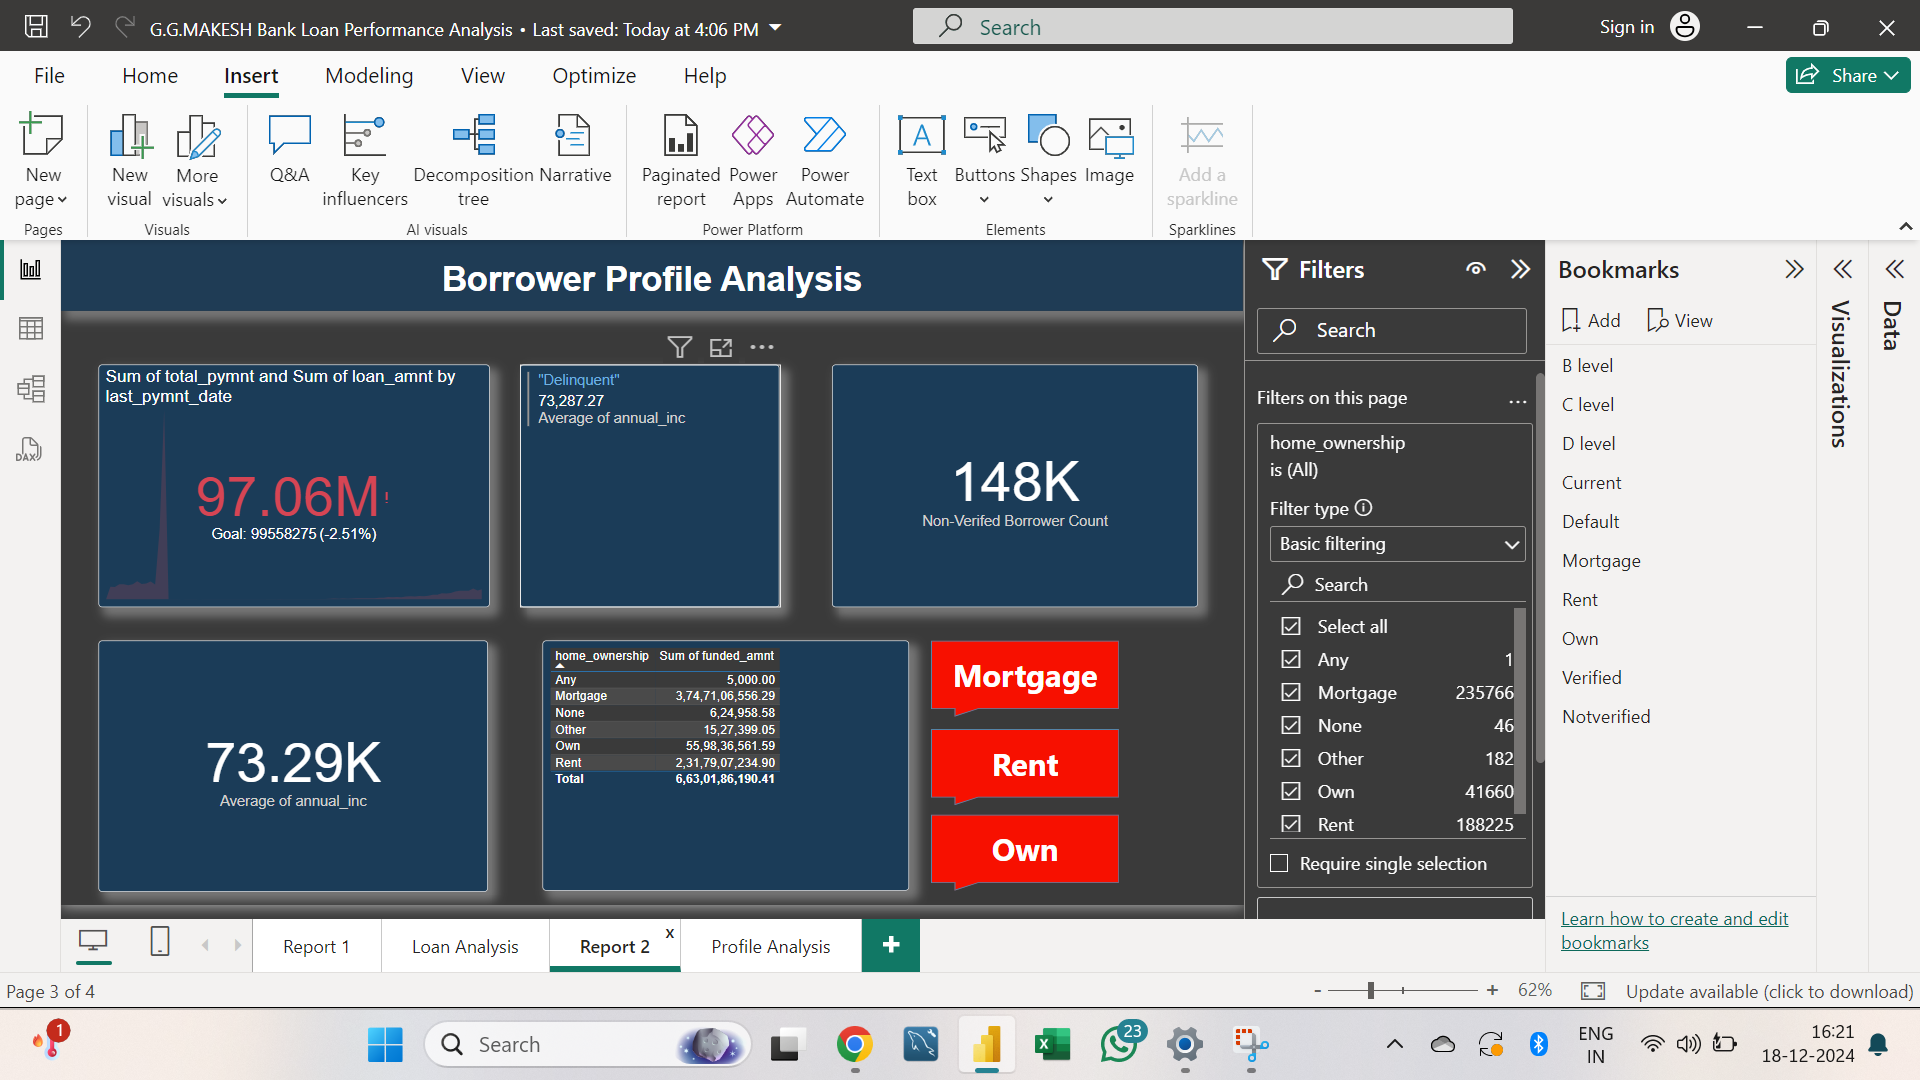 G.G.MAKESH Bank Loan Performance Analysis • Last saved: Today at 4:06 PM
Search
Sign in
File
Home
Insert
Modeling
View
Optimize
Help
Share
New page
New visual
More visuals
Q&A
Key influencers
Decomposition tree
Narrative
Paginated report
Power Apps
Power Automate
Text box
Buttons
Shapes
Image
Add a sparkline
Pages
Visuals
AI visuals
Power Platform
Elements
Sparklines
DAX
Borrower Profile Analysis
Sum of total_pymnt and Sum of loan_amnt by
last_pymnt_date
97.06M!
Goal: 99558275 (-2.51%)
"Delinquent"
73,287.27
Average of annual_inc
148K
Non-Verifed Borrower Count
73.29K
Average of annual_inc
home_ownership Sum of funded_amnt
Any 5,000.00
Mortgage 3,74,71,06,556.29
None 6,24,958.58
Other 15,27,399.05
Own 55,98,36,561.59
Rent 2,31,79,07,234.90
Total 6,63,01,86,190.41
Mortgage
Rent
Own
Filters
Search
Filters on this page
home_ownership
is (All)
Filter type
Basic filtering
Search
Select all
Any 1
Mortgage 235766
None 46
Other 182
Own 41660
Rent 188225
Require single selection
Bookmarks
Add
View
B level
C level
D level
Current
Default
Mortgage
Rent
Own
Verified
Notverified
Learn how to create and edit
bookmarks
Visualizations
Data
Report 1
Loan Analysis
Report 2
x
Profile Analysis
+
Page 3 of 4
- + 62%
Update available (click to download)
1
Search
23
ENG
IN
16:21
18-12-2024